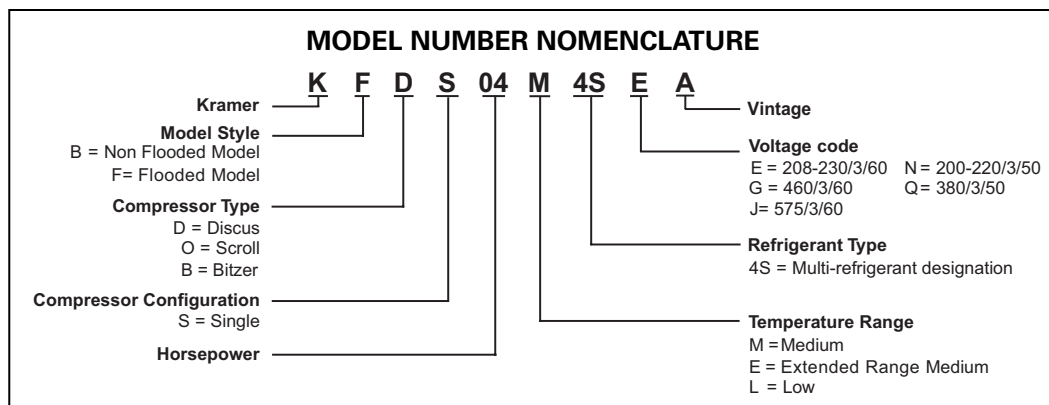 MODEL NUMBER NOMENCLATURE
K F D S 04 M 4S E A
Kramer
Model Style
B = Non Flooded Model
F= Flooded Model
Compressor Type
D = Discus
O = Scroll
B = Bitzer
Compressor Configuration
S = Single
Horsepower
Vintage
Voltage code
E = 208-230/3/60 N = 200-220/3/50
G = 460/3/60 Q = 380/3/50
J= 575/3/60
Refrigerant Type
4S = Multi-refrigerant designation
Temperature Range
M =Medium
E = Extended Range Medium
L = Low